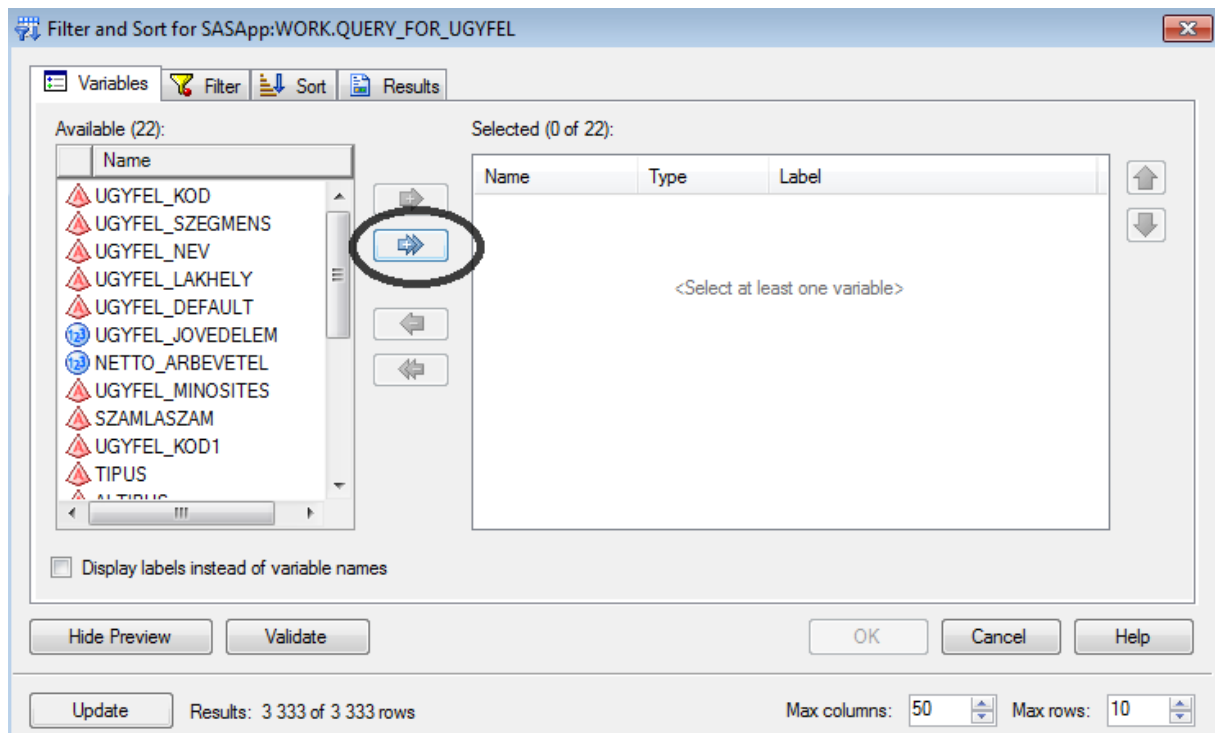 Filter and Sort for SASApp:WORK.QUERY_FOR_UGYFEL
Variables Filter Sort Results
Available (22):
Selected (0 of 22):
Name
Name Type Label
UGYFEL_KOD
UGYFEL_SZEGMENS
UGYFEL_NEV
UGYFEL_LAKHELY
UGYFEL_DEFAULT
UGYFEL_JOVEDELEM
NETTO_ARBEVETEL
UGYFEL_MINOSITES
SZAMLASZAM
UGYFEL_KOD1
TIPUS
<Select at least one variable>
Display labels instead of variable names
Hide Preview Validate OK Cancel Help
Update Results: 3 333 of 3 333 rows Max columns: 50 Max rows: 10